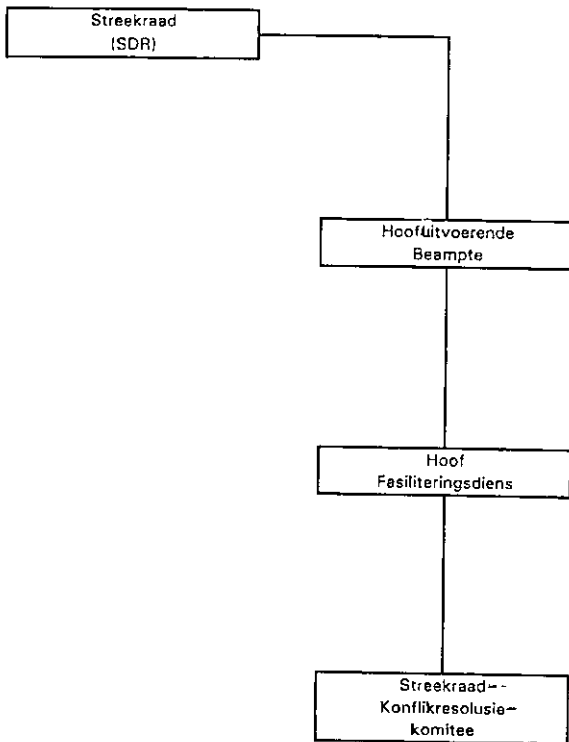 Streekraad
(SDR)
Hoofuitvoerende
Beampte
Hoof
Fasiliteringsdiens
Streekraad--
Konflikresolusie-
komitee